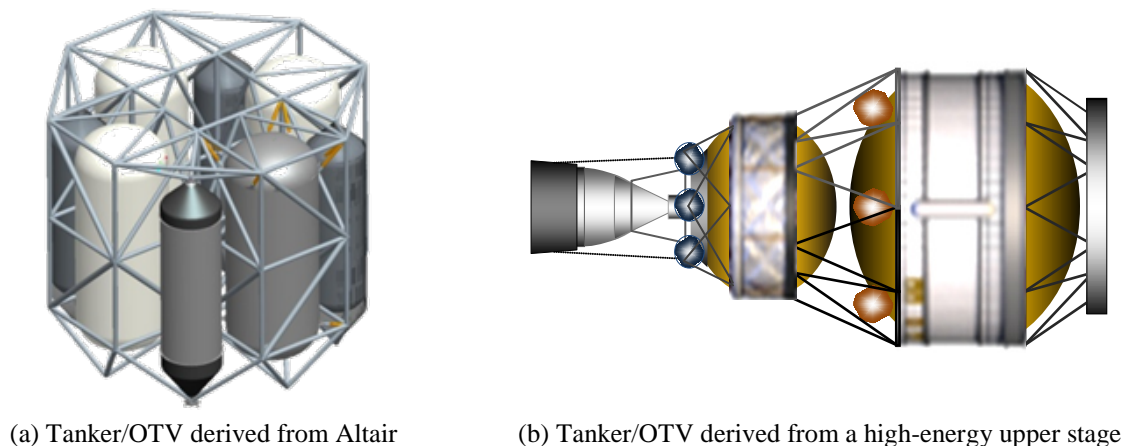 (a) Tanker/OTV derived from Altair
(b) Tanker/OTV derived from a high-energy upper stage